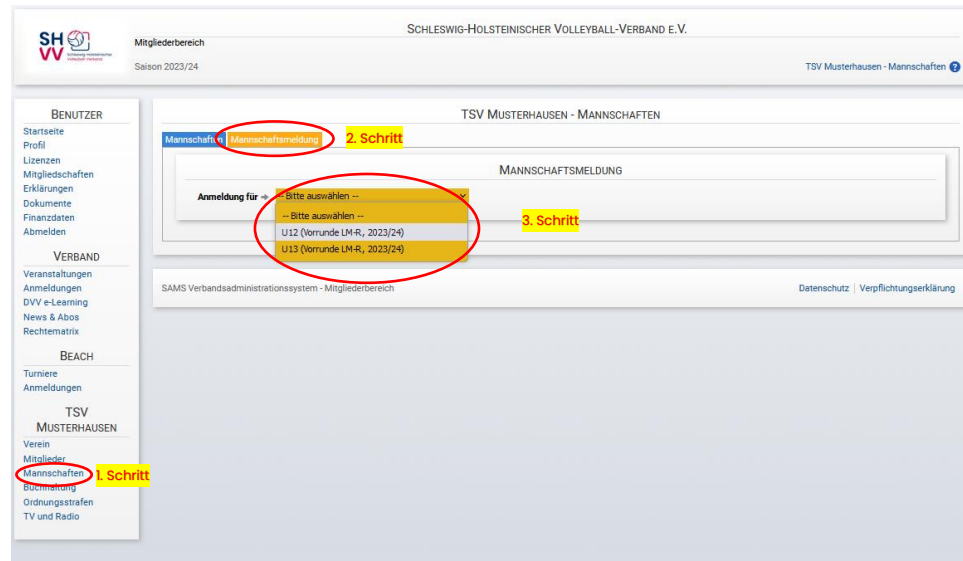 SCHLESWIG-HOLSTEINISCHER VOLLEYBALL-VERBAND E.V.
SH
VV
Mitgliederbereich
Saison 2023/24
TSV Musterhausen - Mannschaften ?
BENUTZER
Startseite
Profil
Lizenzen
Mitgliedschaften
Erklärungen
Dokumente
Finanzdaten
Abmelden
VERBAND
Veranstaltungen
Anmeldungen
DVV e-Learning
News & Abos
Rechtematrix
BEACH
Turniere
Anmeldungen
TSV
MUSTERHAUSEN
Verein
Mitglieder
Mannschaften 1. Schritt
Buchhaltung
Ordnungsstrafen
TV und Radio
TSV MUSTERHAUSEN - MANNSCHAFTEN
Mannschaften Mannschaftsmeldung 2. Schritt
MANNSCHAFTSMELDUNG
Anmeldung für ⇒ -- Bitte auswählen --
-- Bitte auswählen --
3. Schritt
U12 (Vorrunde LM-R, 2023/24)
U13 (Vorrunde LM-R, 2023/24)
SAMS Verbandsadministrationssystem - Mitgliederbereich
Datenschutz | Verpflichtungserklärung